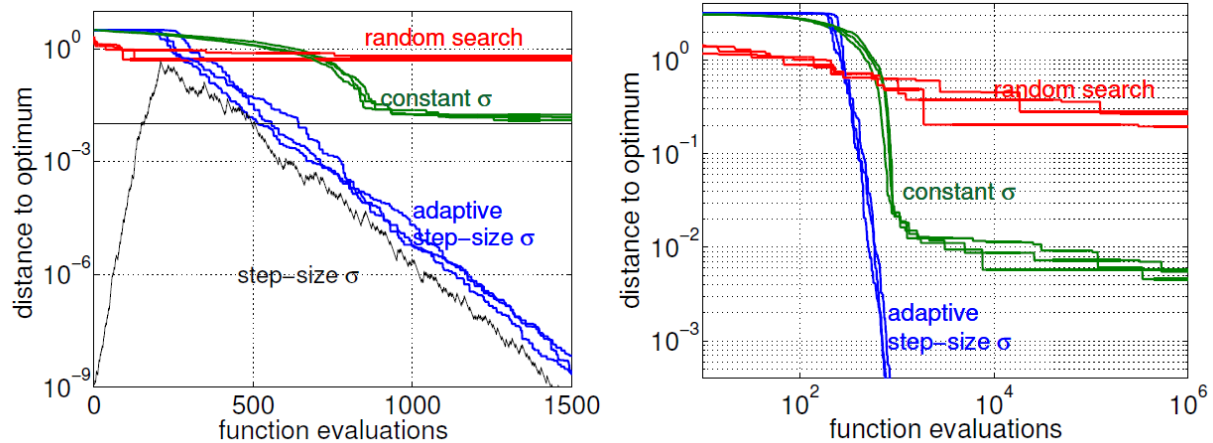 10^0
10^-3
10^-6
10^-9
distance to optimum
random search
constant σ
adaptive
step-size σ
step-size σ
0
500
1000
1500
function evaluations
10^0
10^-1
10^-2
10^-3
distance to optimum
random search
constant σ
adaptive
step-size σ
10^2
10^4
10^6
function evaluations